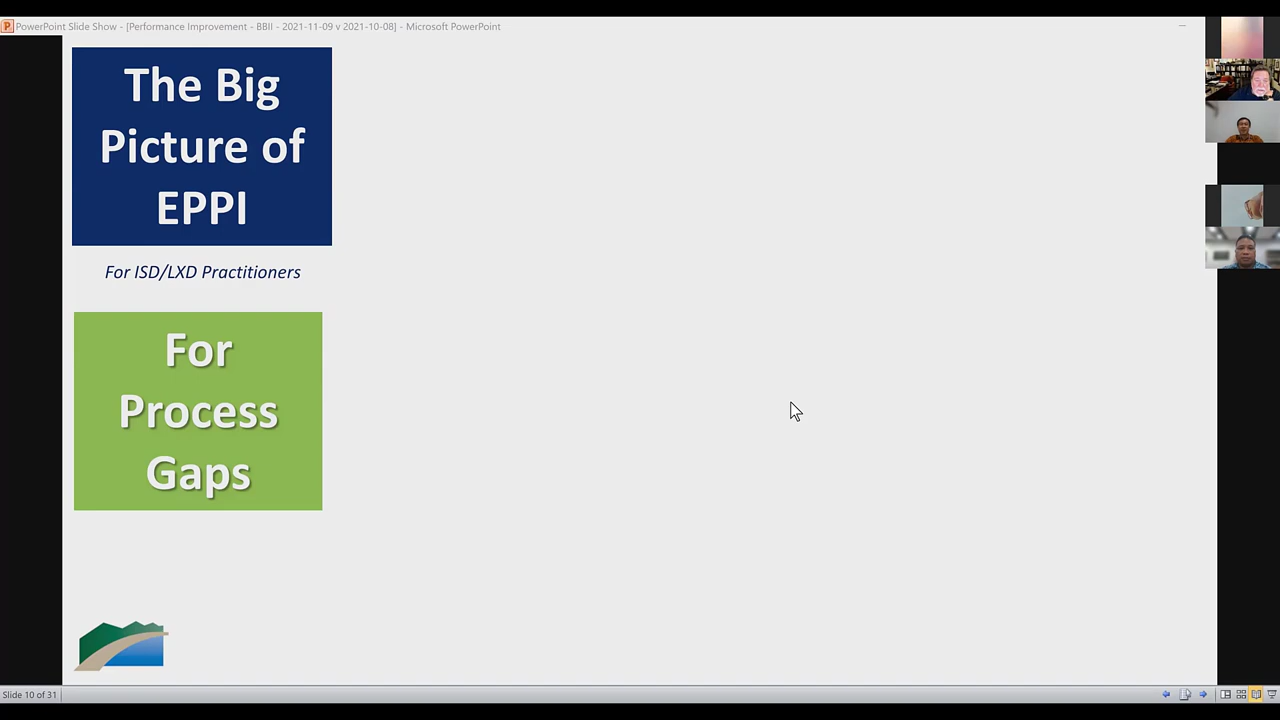 PowerPoint Slide Show - [Performance Improvement - BBII - 2021-11-09 v 2021-10-08] - Microsoft PowerPoint
The Big
Picture of
EPPI
For ISD/LXD Practitioners
For
Process
Gaps
Slide 10 of 31